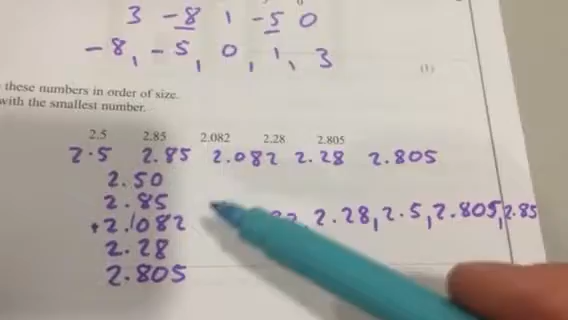 3 -8 1 -5 0
-8, -5, 0, 1, 3
(1)
these numbers in order of size.
with the smallest number.
2.5 2.85 2.082 2.28 2.805
2.5 2.85 2.082 2.28 2.805
2.50
2.85
2.082
2.28
2.805
2.28, 2.5, 2.805, 2.85